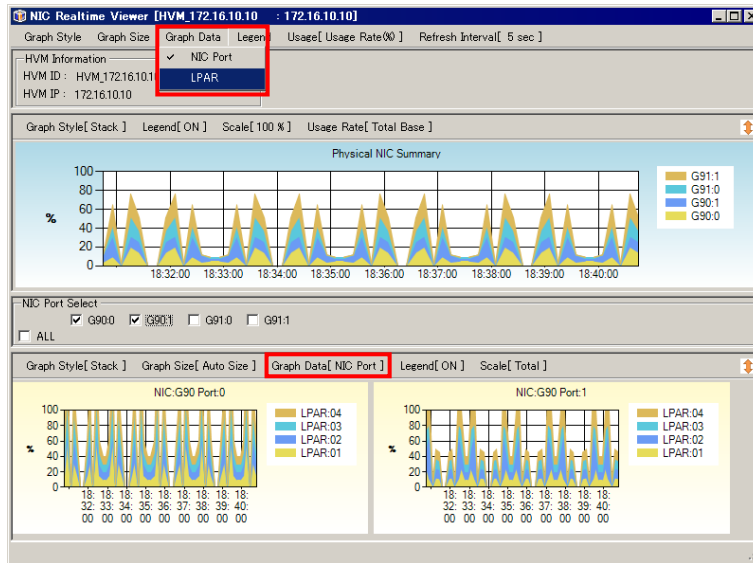 NIC Realtime Viewer [HVM_172.16.10.10 : 172.16.10.10]
Graph Style Graph Size Graph Data Legend Usage[ Usage Rate(%) ] Refresh Interval[ 5 sec ]
✓ NIC Port
LPAR
HVM Information
HVM ID : HVM_172.16.10.10
HVM IP : 172.16.10.10
Graph Style[ Stack ] Legend[ ON ] Scale[ 100 % ] Usage Rate[ Total Base ]
Physical NIC Summary
100
80
60
40
20
0
%
18:32:00 18:33:00 18:34:00 18:35:00 18:36:00 18:37:00 18:38:00 18:39:00 18:40:00
G91:1
G91:0
G90:1
G90:0
NIC Port Select
G90:0 G90:1 G91:0 G91:1
ALL
Graph Style[ Stack ] Graph Size[ Auto Size ] Graph Data[ NIC Port ] Legend[ ON ] Scale[ Total ]
NIC:G90 Port:0
100
80
60
40
20
0
%
18: 18: 18: 18: 18: 18: 18: 18: 18:
32: 33: 34: 35: 36: 37: 38: 39: 40:
00 00 00 00 00 00 00 00 00
LPAR:04
LPAR:03
LPAR:02
LPAR:01
NIC:G90 Port:1
100
80
60
40
20
0
%
18: 18: 18: 18: 18: 18: 18: 18: 18:
32: 33: 34: 35: 36: 37: 38: 39: 40:
00 00 00 00 00 00 00 00 00
LPAR:04
LPAR:03
LPAR:02
LPAR:01